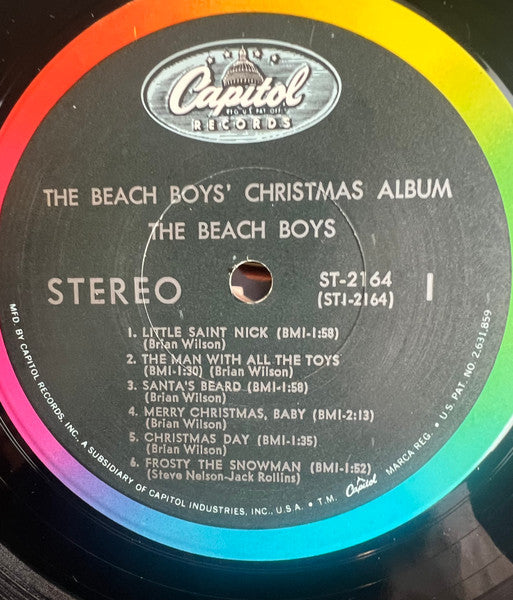 Capitol
REG. U.S. PAT. OFF.
RECORDS
THE BEACH BOYS' CHRISTMAS ALBUM
THE BEACH BOYS
STEREO
ST-2164
(ST1-2164)
1
1. LITTLE SAINT NICK (BMI-1:58)
(Brian Wilson)
2. THE MAN WITH ALL THE TOYS
(BMI-1:30) (Brian Wilson)
3. SANTA'S BEARD (BMI-1:58)
(Brian Wilson)
4. MERRY CHRISTMAS, BABY (BMI-2:13)
(Brian Wilson)
5. CHRISTMAS DAY (BMI-1:35)
(Brian Wilson)
6. FROSTY THE SNOWMAN (BMI-1:52)
(Steve Nelson-Jack Rollins)
MFD. BY CAPITOL RECORDS, INC., A SUBSIDIARY OF CAPITOL INDUSTRIES, INC., U.S.A. • T.M. Capitol MARCA REG. • U.S. PAT. NO. 2,631,859